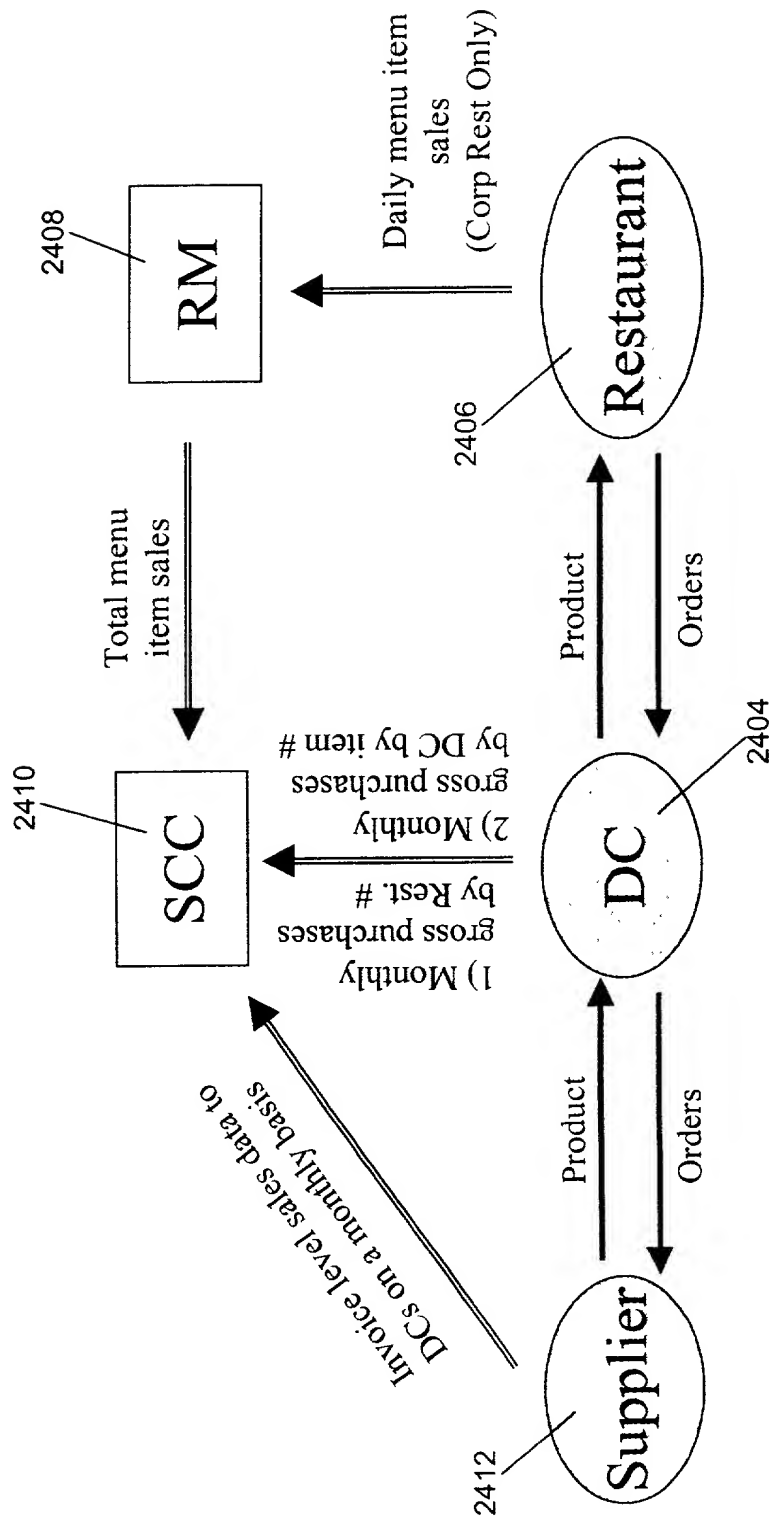 2410
SCC
Total menu
item sales
2408
RM
Invoice level sales data to
DCs on a monthly basis
1) Monthly
gross purchases
by Rest. #
2) Monthly
gross purchases
by DC by item #
Daily menu item
sales
(Corp Rest Only)
2412
Supplier
Product
Orders
DC
2404
Product
Orders
2406
Restaurant